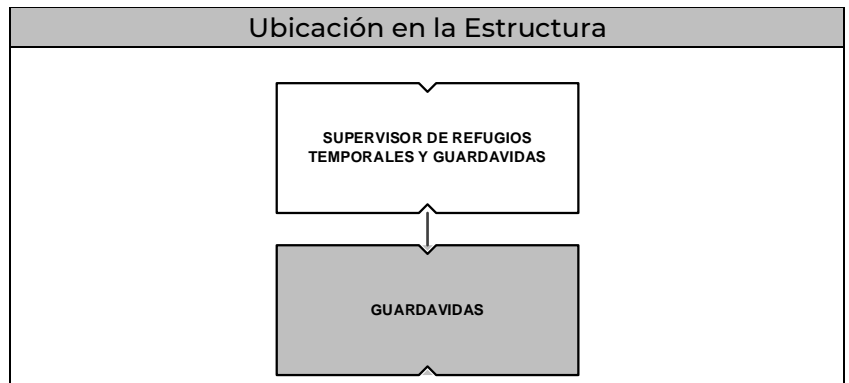 Ubicación en la Estructura
SUPERVISOR DE REFUGIOS
TEMPORALES Y GUARDAVIDAS
GUARDAVIDAS